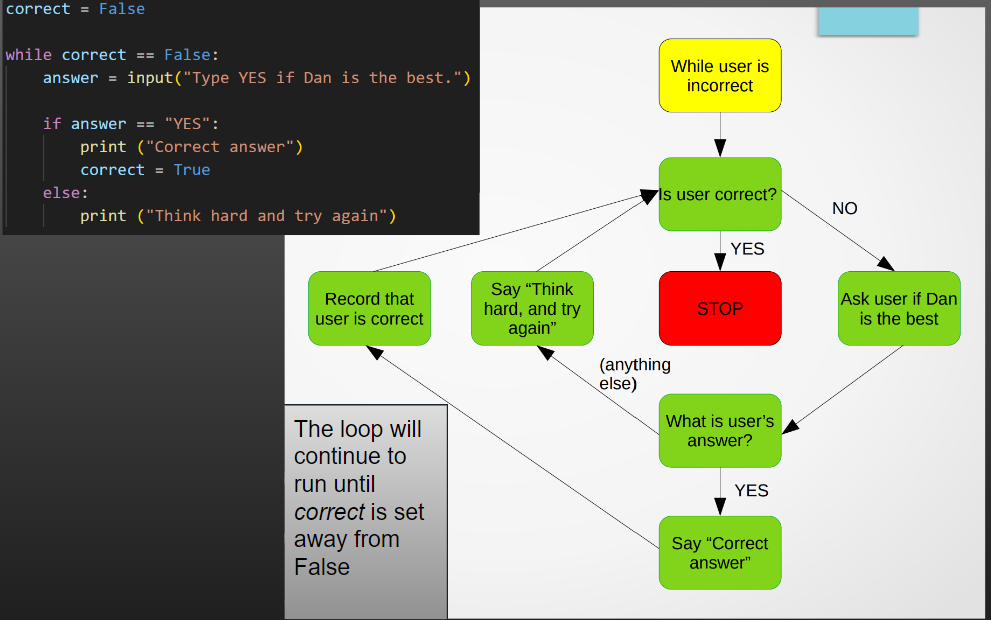 correct = False
while correct == False:
    answer = input("Type YES if Dan is the best.")
    if answer == "YES":
        print ("Correct answer")
        correct = True
    else:
        print ("Think hard and try again")
While user is
incorrect
Is user correct?
NO
YES
Record that
user is correct
Say “Think
hard, and try
again”
STOP
Ask user if Dan
is the best
(anything
else)
What is user’s
answer?
YES
Say “Correct
answer”
The loop will
continue to
run until
correct is set
away from
False